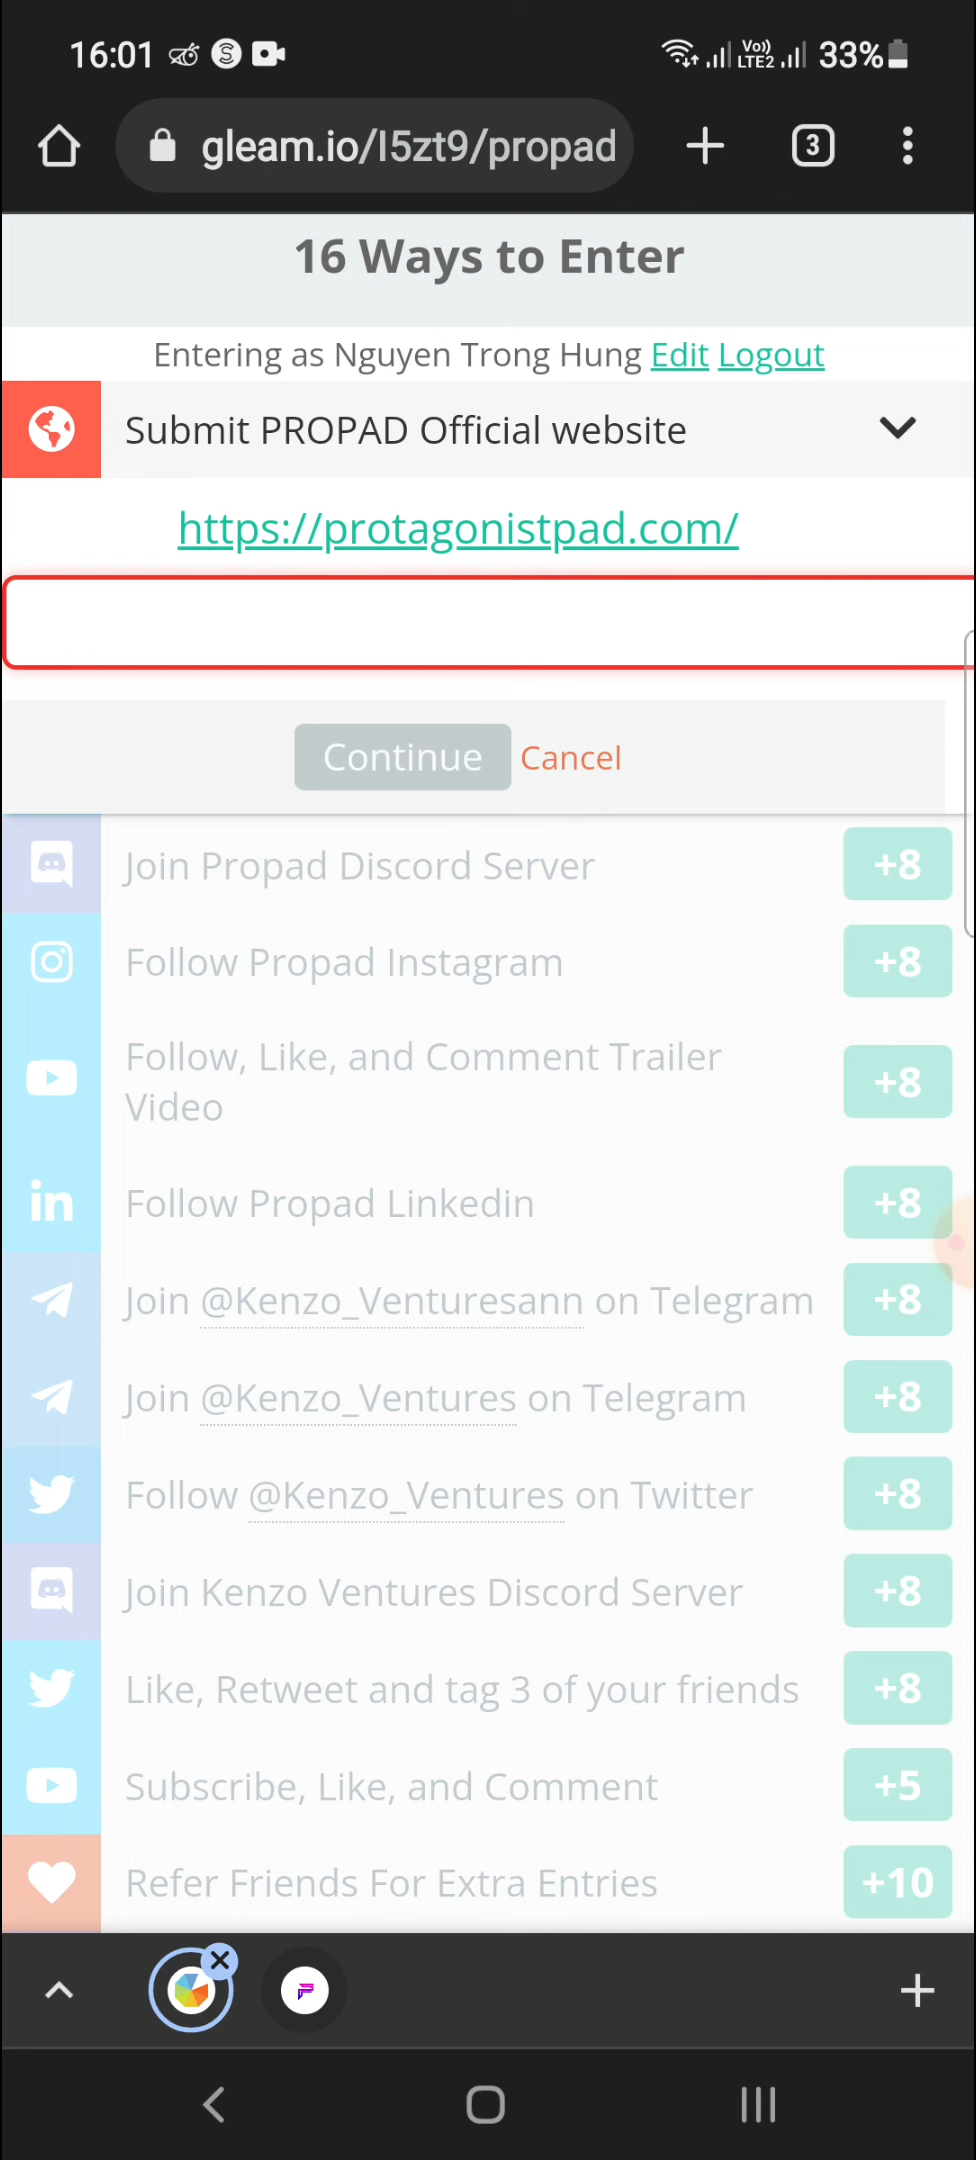 16:01
Vo)) LTE2 33%
gleam.io/I5zt9/propad
3
16 Ways to Enter
Entering as Nguyen Trong Hung Edit Logout
Submit PROPAD Official website
https://protagonistpad.com/
Continue Cancel
Join Propad Discord Server +8
Follow Propad Instagram +8
Follow, Like, and Comment Trailer
Video +8
Follow Propad Linkedin +8
Join @Kenzo_Venturesann on Telegram +8
Join @Kenzo_Ventures on Telegram +8
Follow @Kenzo_Ventures on Twitter +8
Join Kenzo Ventures Discord Server +8
Like, Retweet and tag 3 of your friends +8
Subscribe, Like, and Comment +5
Refer Friends For Extra Entries +10